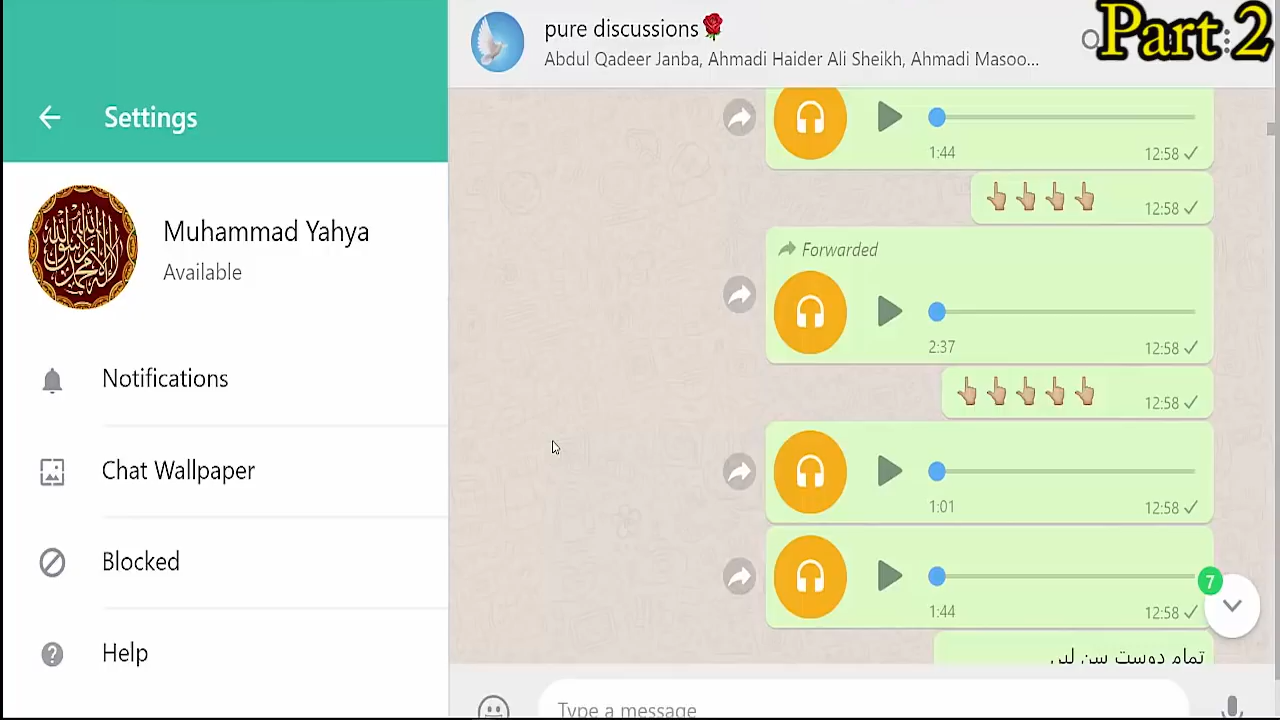 Part 2
Settings
Muhammad Yahya
Available
Notifications
Chat Wallpaper
Blocked
Help
pure discussions🌹
Abdul Qadeer Janba, Ahmadi Haider Ali Sheikh, Ahmadi Masoo...
1:44 12:58
👆🏼👆🏼👆🏼👆🏼 12:58
Forwarded
2:37 12:58
👆🏼👆🏼👆🏼👆🏼👆🏼 12:58
1:01 12:58
1:44 12:58
7
تمام دوست سن لیں
Type a message